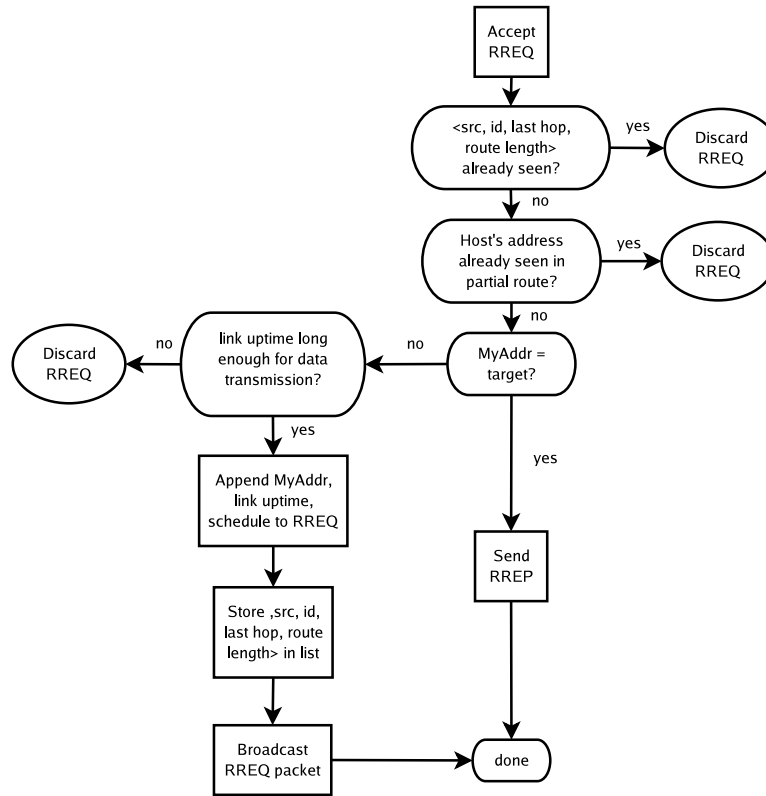 Accept
RREQ
<src, id, last hop,
route length>
already seen?
yes
Discard
RREQ
no
Host's address
already seen in
partial route?
yes
Discard
RREQ
no
MyAddr =
target?
no
link uptime long
enough for data
transmission?
no
Discard
RREQ
yes
Append MyAddr,
link uptime,
schedule to RREQ
yes
Send
RREP
Store ,src, id,
last hop, route
length> in list
Broadcast
RREQ packet
done